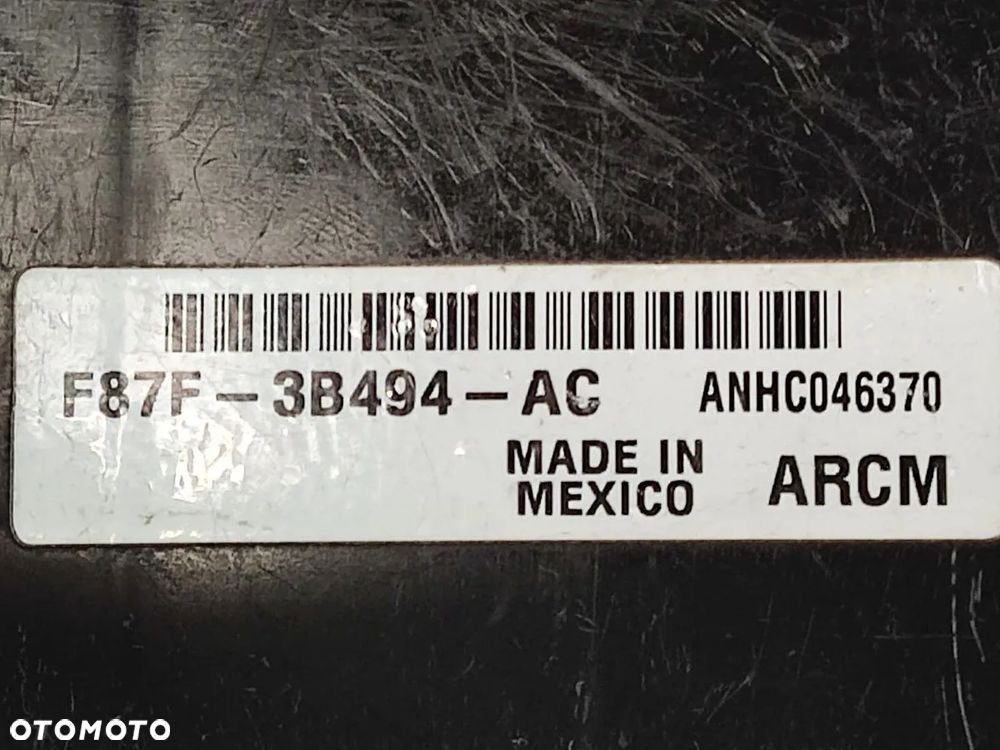 F87F-3B494-AC ANHC046370
MADE IN
MEXICO
ARCM
OTOMOTO